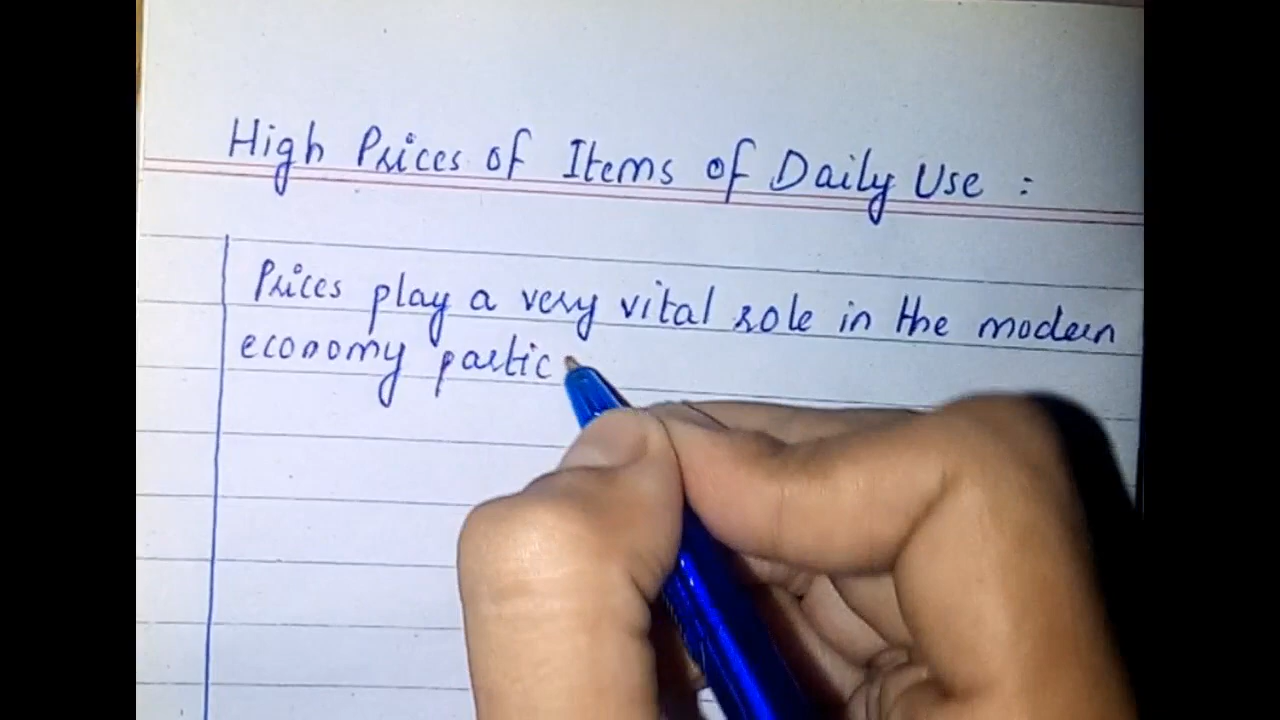 High Prices of Items of Daily Use :
Prices play a very vital role in the modern
economy partic